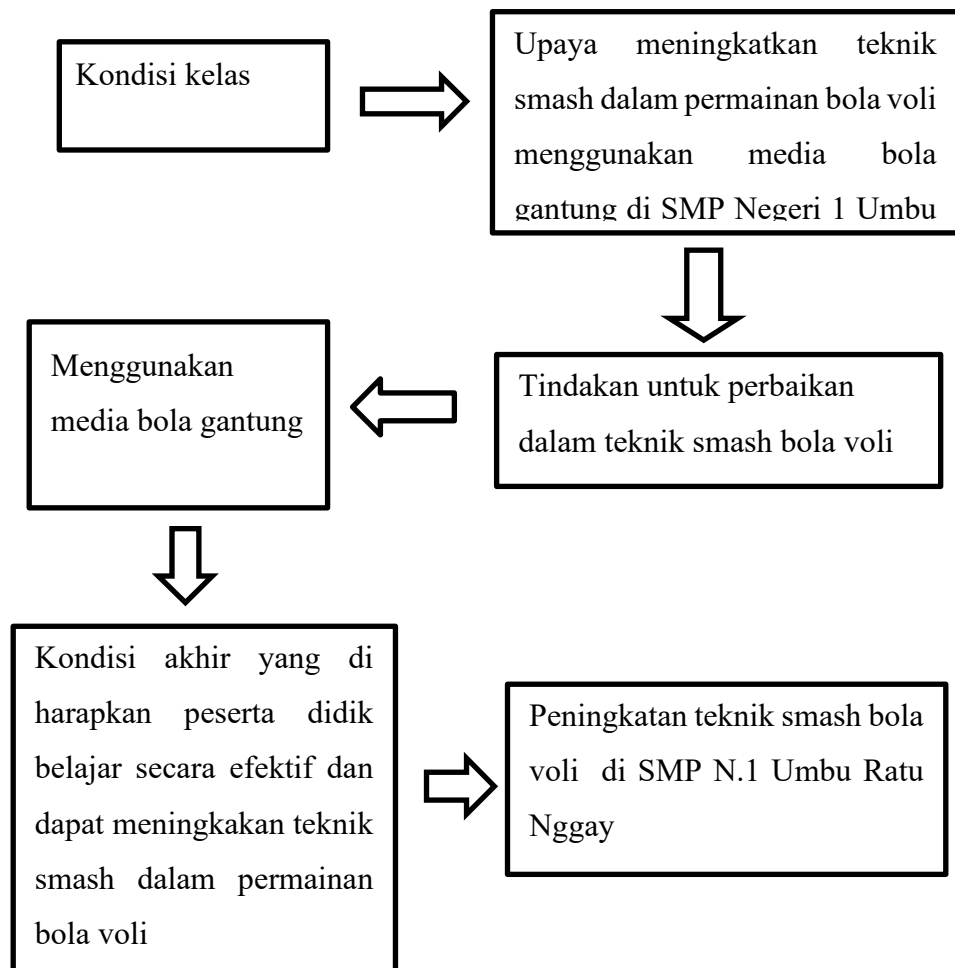 Kondisi kelas
Upaya meningkatkan teknik
smash dalam permainan bola voli
menggunakan media bola
gantung di SMP Negeri 1 Umbu
Tindakan untuk perbaikan
dalam teknik smash bola voli
Menggunakan
media bola gantung
Kondisi akhir yang di
harapkan peserta didik
belajar secara efektif dan
dapat meningkakan teknik
smash dalam permainan
bola voli
Peningkatan teknik smash bola
voli di SMP N.1 Umbu Ratu
Nggay